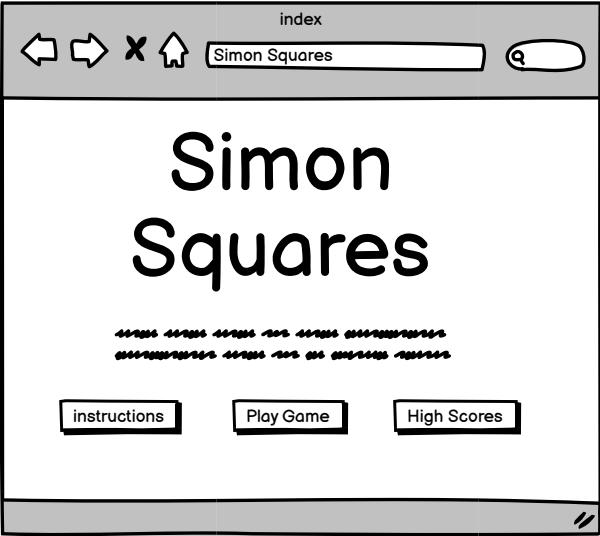 index
Simon Squares
Simon
Squares
instructions
Play Game
High Scores